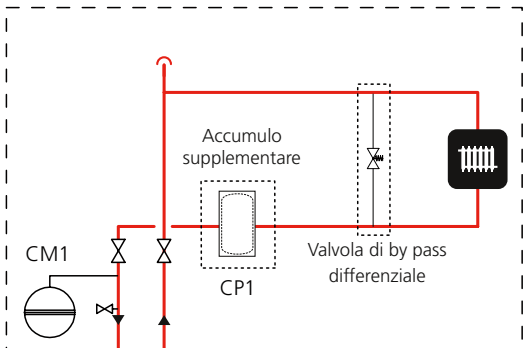 Accumulo
supplementare
CM1
Valvola di by pass
differenziale
CP1